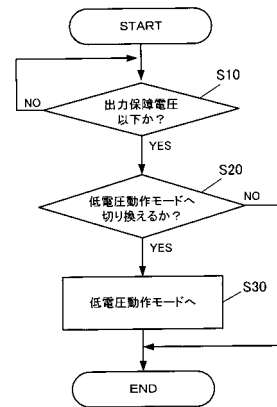 START
S10
出力保障電圧
以下か？
NO
YES
S20
低電圧動作モードへ
切り換えるか？
NO
YES
S30
低電圧動作モードへ
END